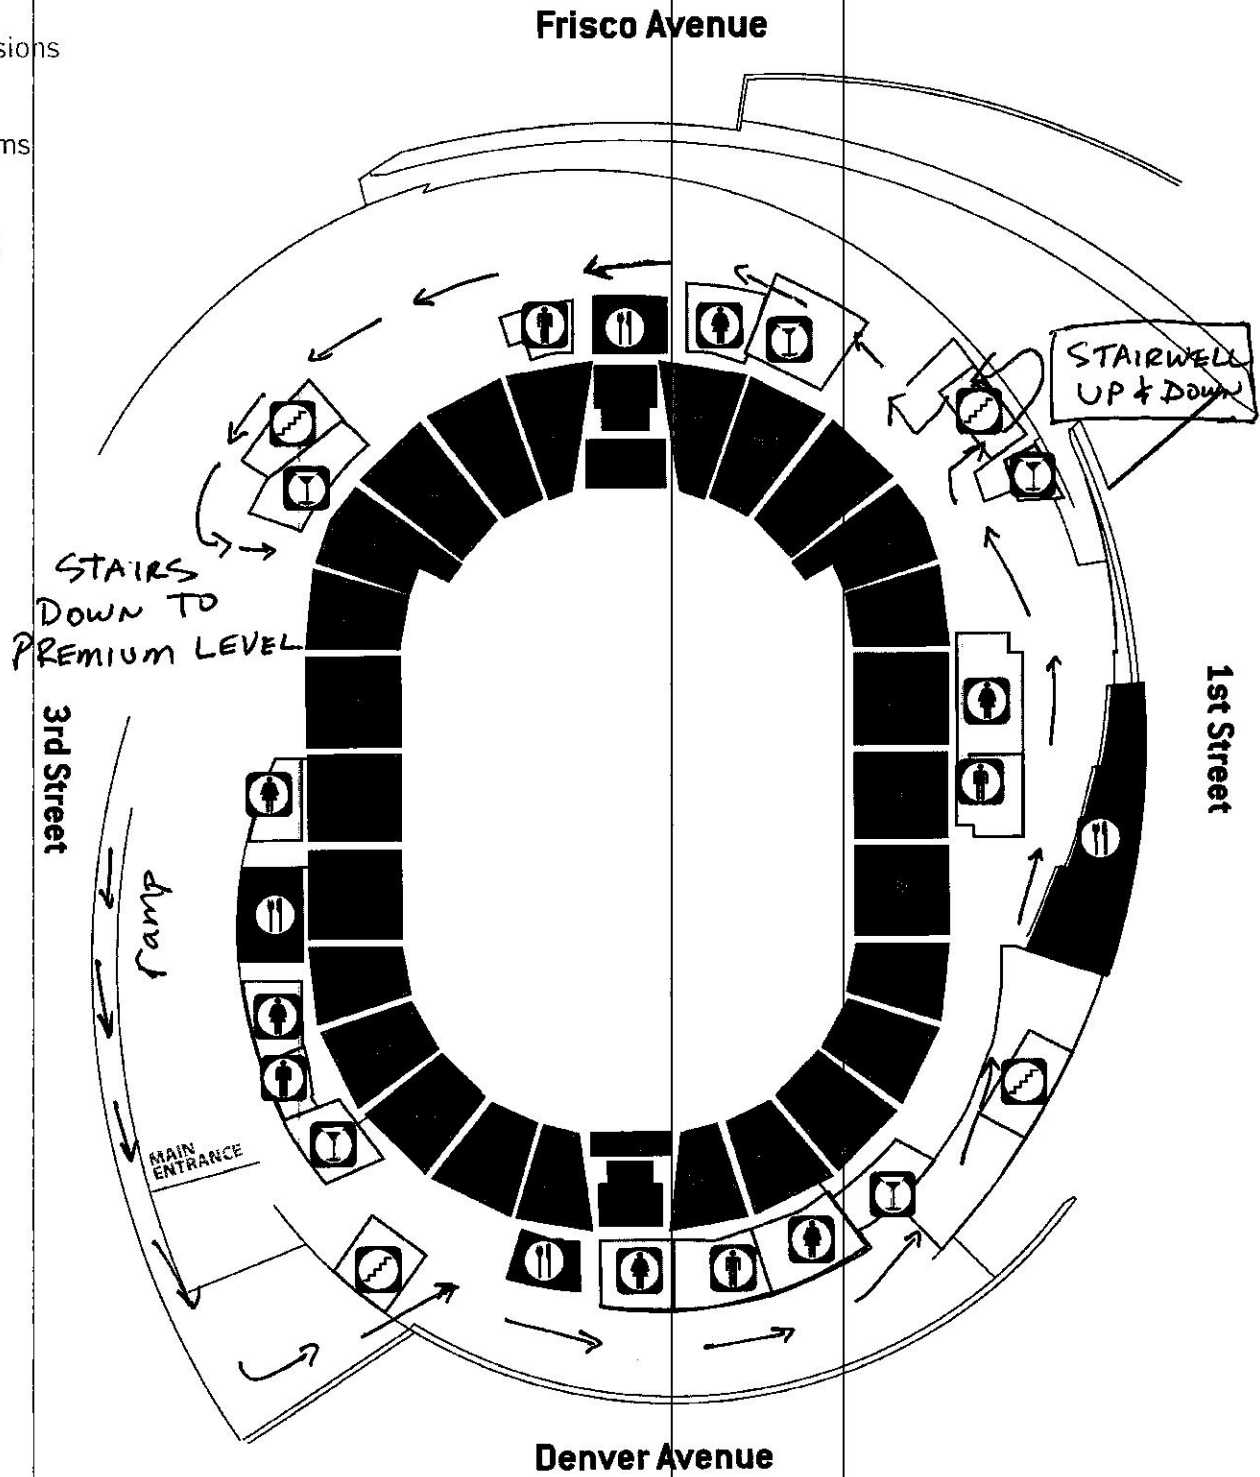 Frisco Avenue
sions
ms
STAIRWELL
UP & DOWN
STAIRS
DOWN TO
PREMIUM LEVEL
3rd Street
1st Street
ramp
MAIN
ENTRANCE
Denver Avenue